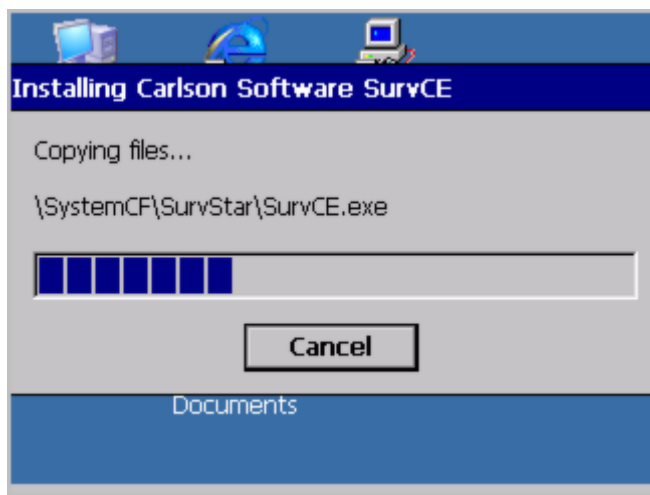 Installing Carlson Software SurvCE
Copying files...
\SystemCF\SurvStar\SurvCE.exe
Cancel
Documents